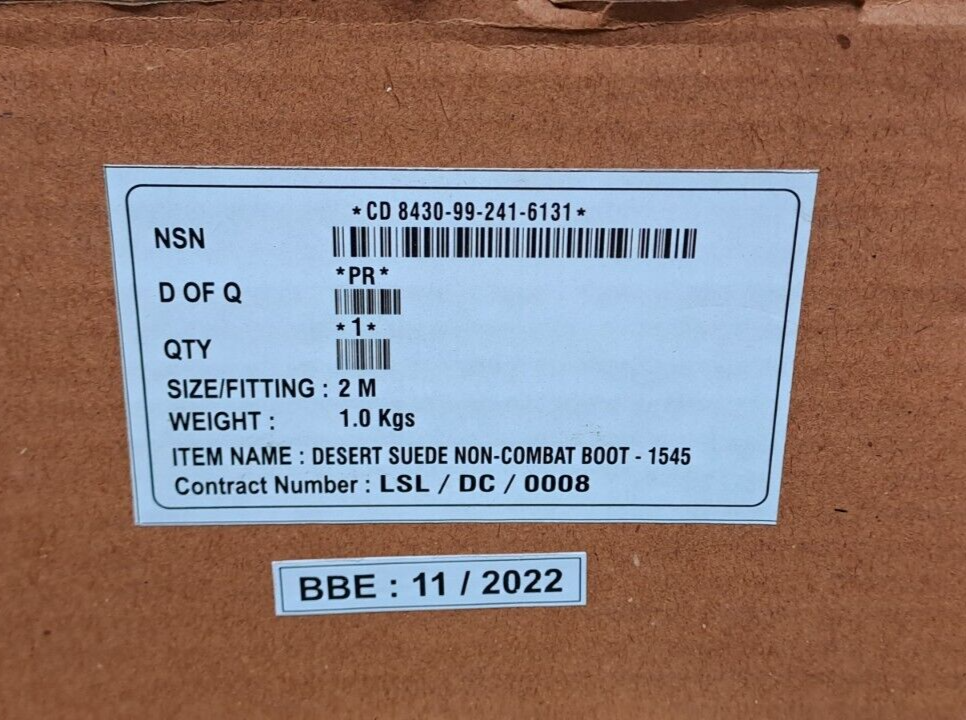 *CD 8430-99-241-6131*
NSN
*PR*
D OF Q
*1*
QTY
SIZE/FITTING : 2 M
WEIGHT : 1.0 Kgs
ITEM NAME : DESERT SUEDE NON-COMBAT BOOT - 1545
Contract Number : LSL / DC / 0008
BBE : 11 / 2022